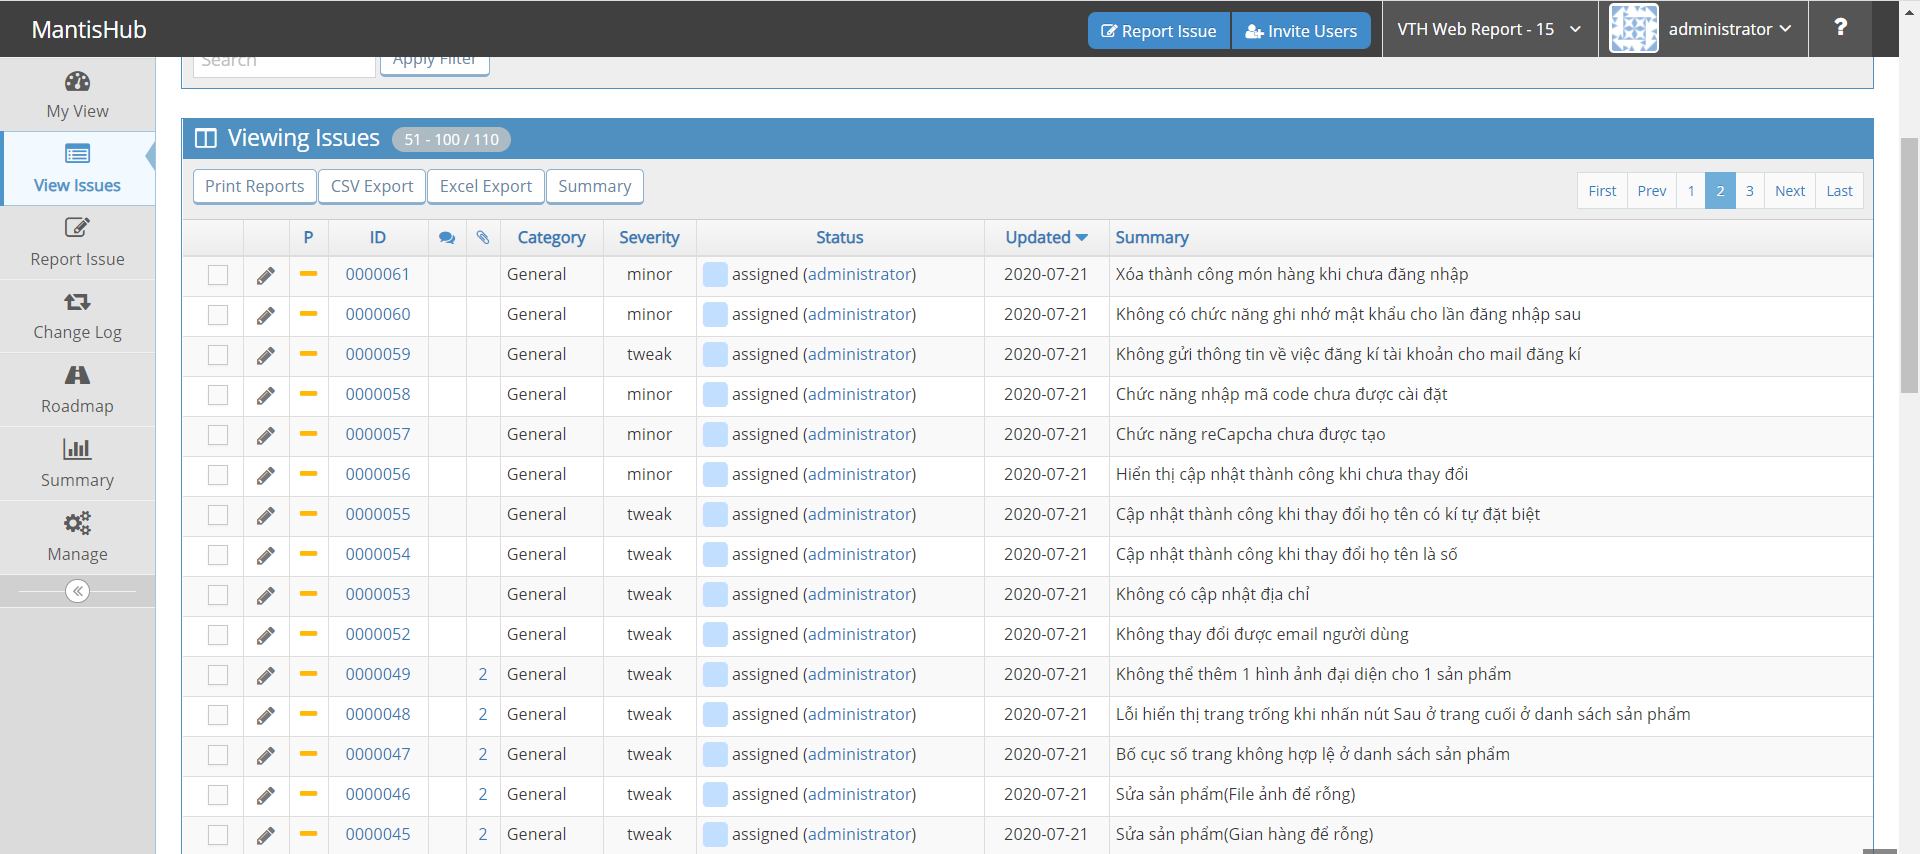 MantisHub
Report Issue
Invite Users
VTH Web Report - 15
administrator
?
Search
Apply Filter
My View
View Issues
Report Issue
Change Log
Roadmap
Summary
Manage
Viewing Issues 51 - 100 / 110
Print Reports CSV Export Excel Export Summary
First Prev 1 2 3 Next Last
P ID Category Severity Status Updated Summary
0000061 General minor assigned (administrator) 2020-07-21 Xóa thành công món hàng khi chưa đăng nhập
0000060 General minor assigned (administrator) 2020-07-21 Không có chức năng ghi nhớ mật khẩu cho lần đăng nhập sau
0000059 General tweak assigned (administrator) 2020-07-21 Không gửi thông tin về việc đăng kí tài khoản cho mail đăng kí
0000058 General minor assigned (administrator) 2020-07-21 Chức năng nhập mã code chưa được cài đặt
0000057 General minor assigned (administrator) 2020-07-21 Chức năng reCapcha chưa được tạo
0000056 General minor assigned (administrator) 2020-07-21 Hiển thị cập nhật thành công khi chưa thay đổi
0000055 General tweak assigned (administrator) 2020-07-21 Cập nhật thành công khi thay đổi họ tên có kí tự đặt biệt
0000054 General tweak assigned (administrator) 2020-07-21 Cập nhật thành công khi thay đổi họ tên là số
0000053 General tweak assigned (administrator) 2020-07-21 Không có cập nhật địa chỉ
0000052 General tweak assigned (administrator) 2020-07-21 Không thay đổi được email người dùng
0000049 2 General tweak assigned (administrator) 2020-07-21 Không thể thêm 1 hình ảnh đại diện cho 1 sản phẩm
0000048 2 General tweak assigned (administrator) 2020-07-21 Lỗi hiển thị trang trống khi nhấn nút Sau ở trang cuối ở danh sách sản phẩm
0000047 2 General tweak assigned (administrator) 2020-07-21 Bố cục số trang không hợp lệ ở danh sách sản phẩm
0000046 2 General tweak assigned (administrator) 2020-07-21 Sửa sản phẩm(File ảnh để rỗng)
0000045 2 General tweak assigned (administrator) 2020-07-21 Sửa sản phẩm(Gian hàng để rỗng)